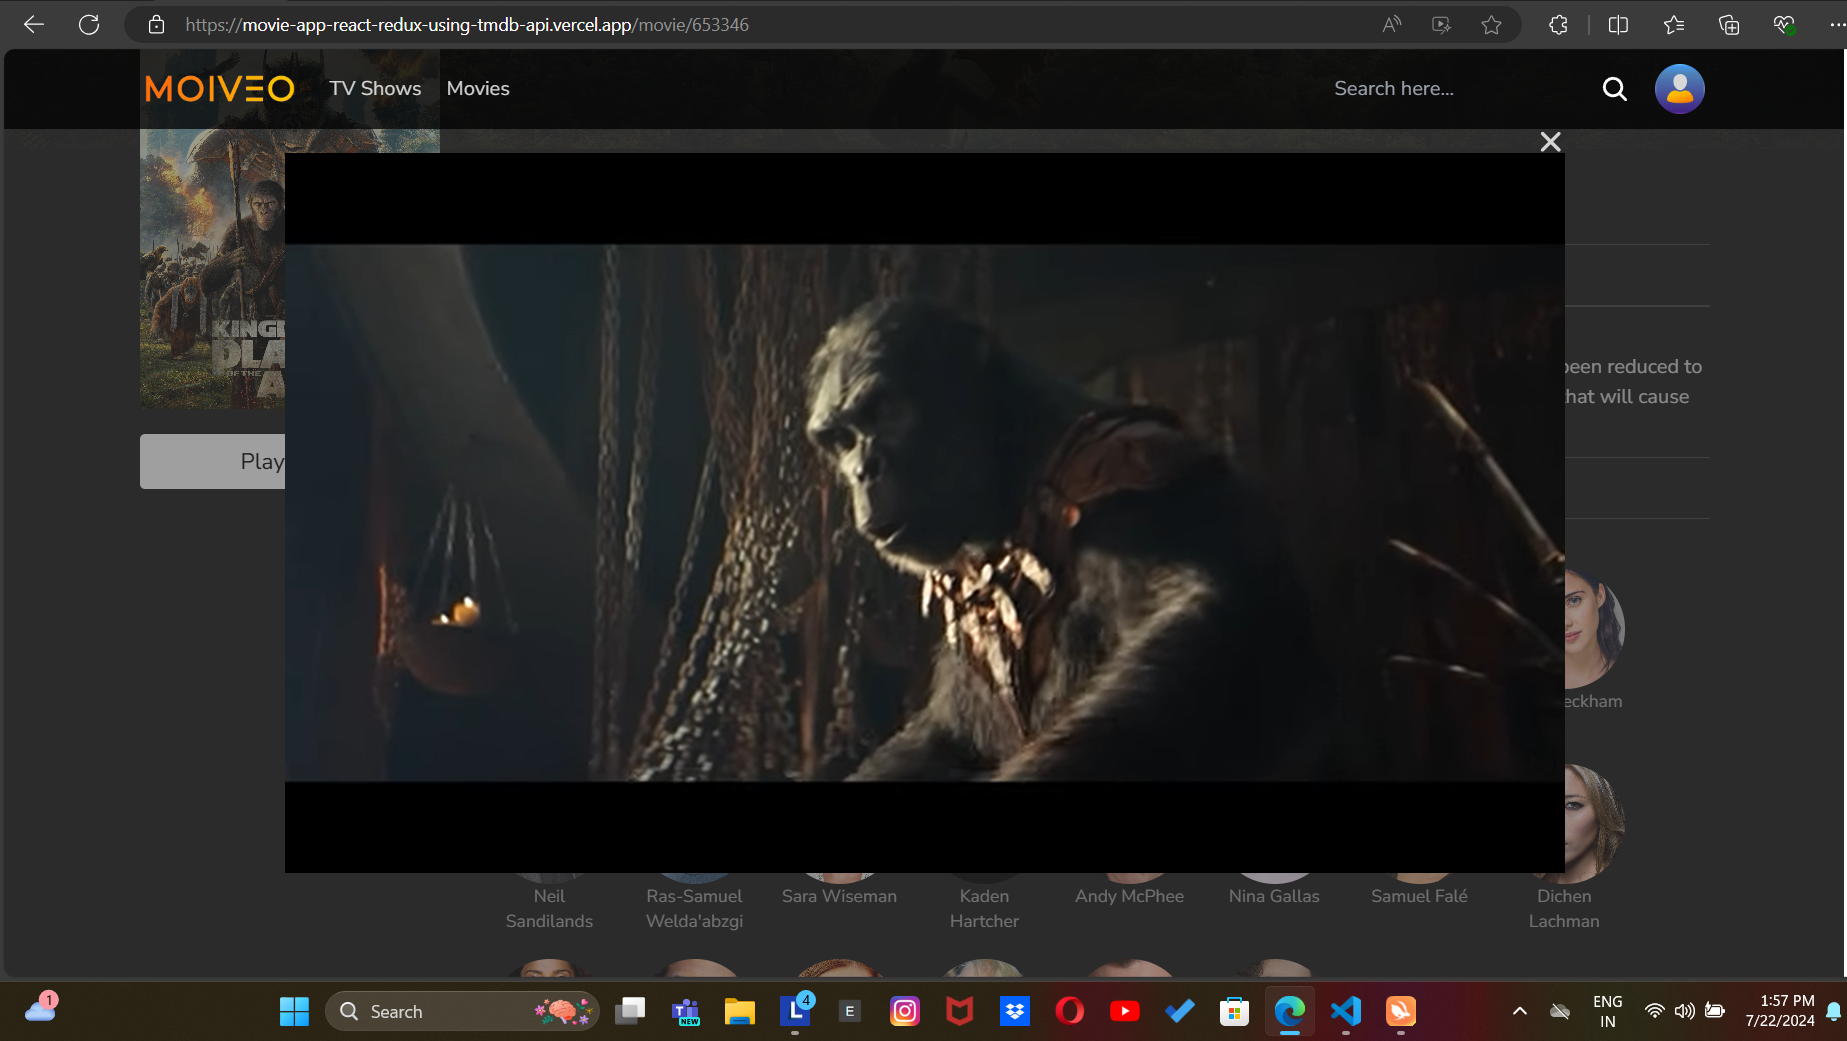 https://movie-app-react-redux-using-tmdb-api.vercel.app/movie/653346
MOIVEO
TV Shows
Movies
Search here...
KINGD
PLA
OF THE
A
Play
been reduced to
that will cause
eckham
Neil
Sandilands
Ras-Samuel
Welda'abzgi
Sara Wiseman
Kaden
Hartcher
Andy McPhee
Nina Gallas
Samuel Falé
Dichen
Lachman
1
Search
NEW
L
4
E
ENG
IN
1:57 PM
7/22/2024